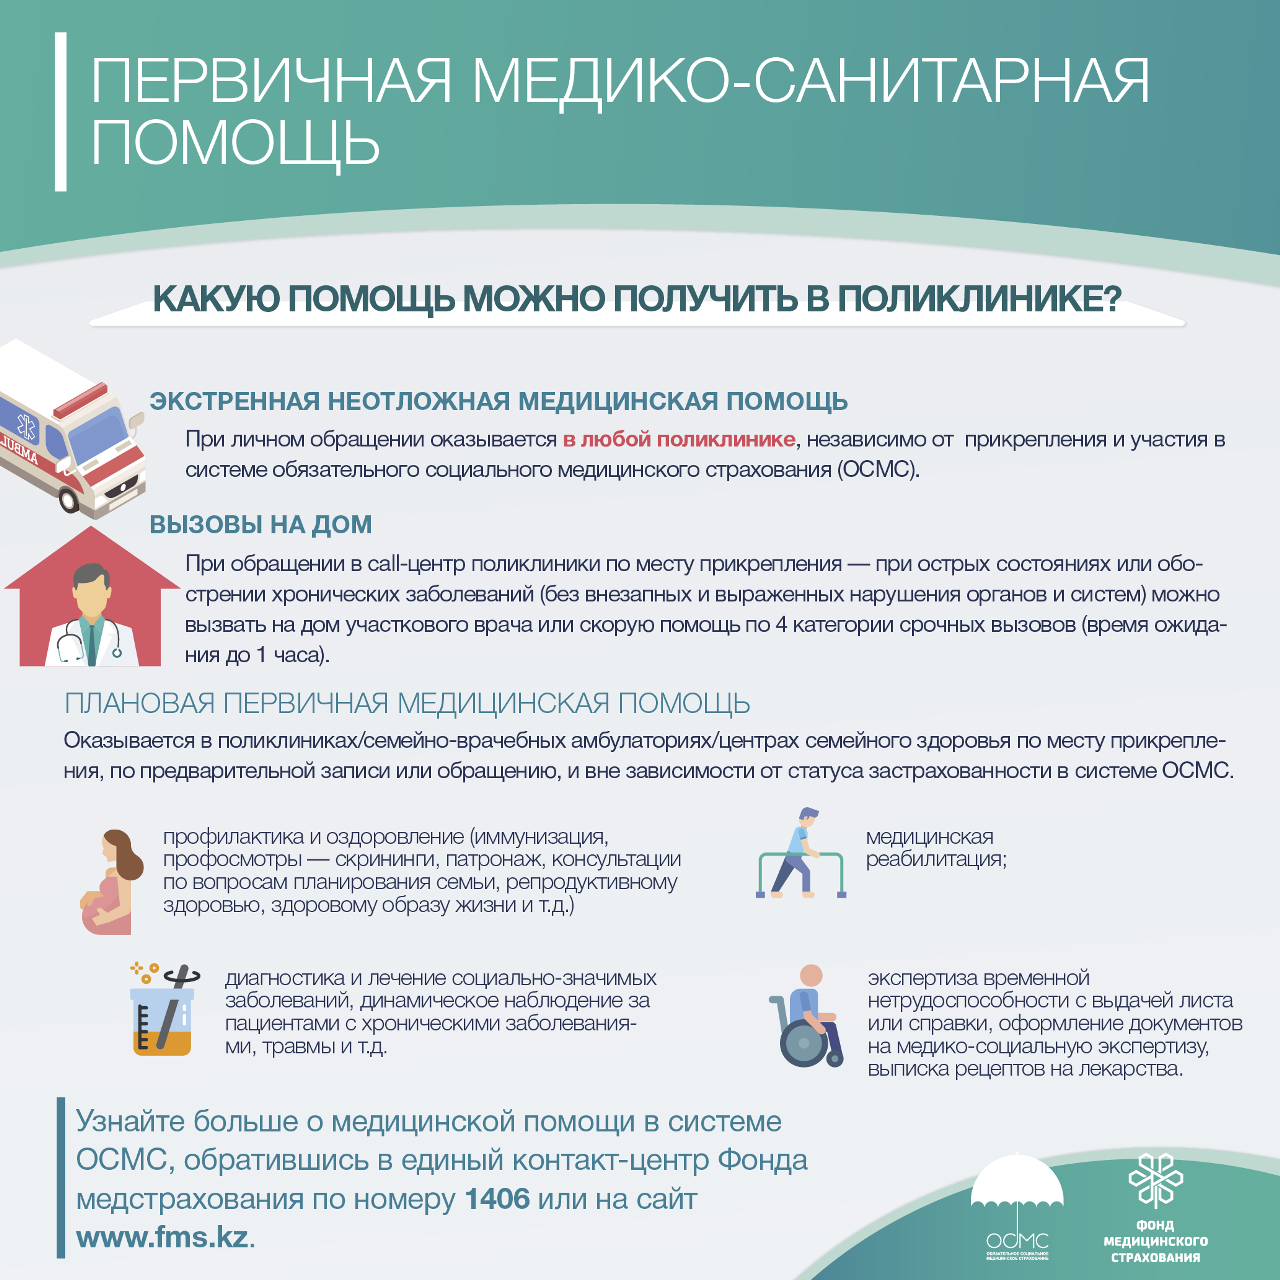 ПЕРВИЧНАЯ МЕДИКО-САНИТАРНАЯ
ПОМОЩЬ
КАКУЮ ПОМОЩЬ МОЖНО ПОЛУЧИТЬ В ПОЛИКЛИНИКЕ?
ЭКСТРЕННАЯ НЕОТЛОЖНАЯ МЕДИЦИНСКАЯ ПОМОЩЬ
При личном обращении оказывается в любой поликлинике, независимо от прикрепления и участия в
системе обязательного социального медицинского страхования (ОСМС).
AMBUL
ВЫЗОВЫ НА ДОМ
При обращении в call-центр поликлиники по месту прикрепления — при острых состояниях или обо-
стрении хронических заболеваний (без внезапных и выраженных нарушения органов и систем) можно
вызвать на дом участкового врача или скорую помощь по 4 категории срочных вызовов (время ожида-
ния до 1 часа).
ПЛАНОВАЯ ПЕРВИЧНАЯ МЕДИЦИНСКАЯ ПОМОЩЬ
Оказывается в поликлиниках/семейно-врачебных амбулаториях/центрах семейного здоровья по месту прикрепле-
ния, по предварительной записи или обращению, и вне зависимости от статуса застрахованности в системе ОСМС.
профилактика и оздоровление (иммунизация,
профосмотры — скрининги, патронаж, консультации
по вопросам планирования семьи, репродуктивному
здоровью, здоровому образу жизни и т.д.)
медицинская
реабилитация;
диагностика и лечение социально-значимых
заболеваний, динамическое наблюдение за
пациентами с хроническими заболевания-
ми, травмы и т.д.
экспертиза временной
нетрудоспособности с выдачей листа
или справки, оформление документов
на медико-социальную экспертизу,
выписка рецептов на лекарства.
Узнайте больше о медицинской помощи в системе
ОСМС, обратившись в единый контакт-центр Фонда
медстрахования по номеру 1406 или на сайт
www.fms.kz.
ОСМС
ОБЯЗАТЕЛЬНОЕ СОЦИАЛЬНОЕ
МЕДИЦИНСКОЕ СТРАХОВАНИЕ
ФОНД
МЕДИЦИНСКОГО
СТРАХОВАНИЯ